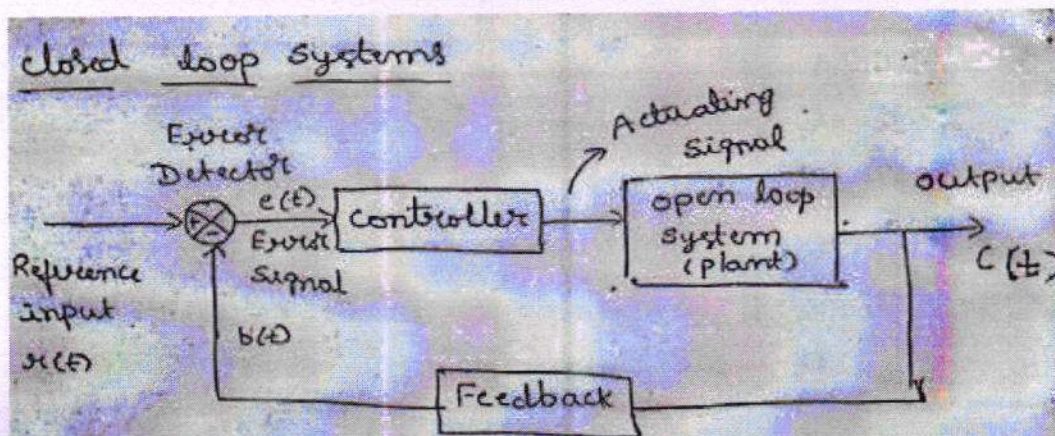 closed loop systems
Error
Detector
Actuating
signal
e(t)
controller
open loop
system
(plant)
output
C(t)
Error
signal
Reference
input
r(t)
b(t)
Feedback